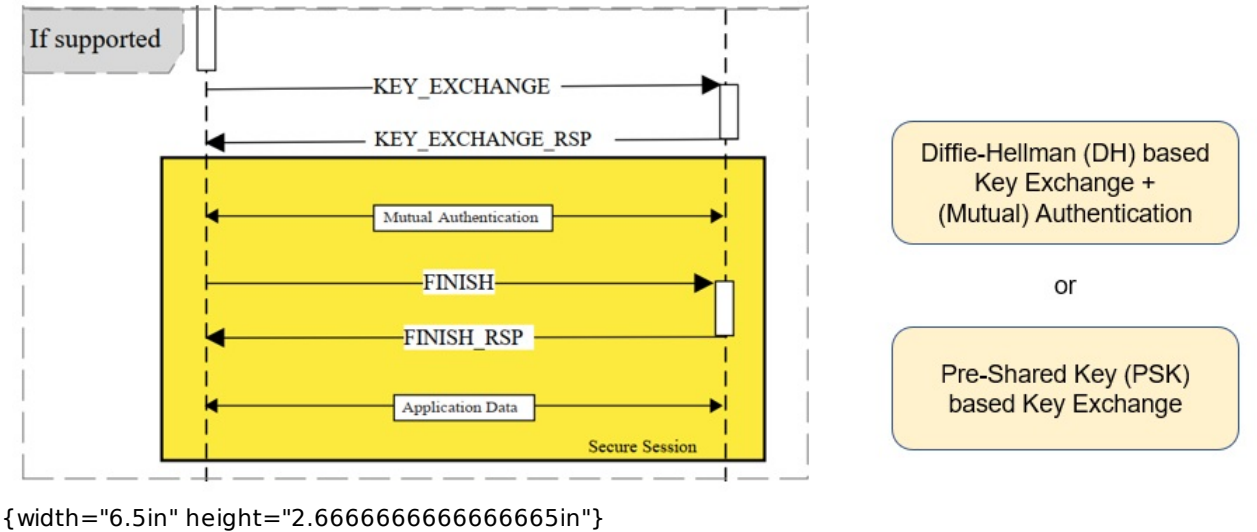 If supported
KEY_EXCHANGE
KEY_EXCHANGE_RSP
Mutual Authentication
FINISH
FINISH_RSP
Application Data
Secure Session
Diffie-Hellman (DH) based
Key Exchange +
(Mutual) Authentication
or
Pre-Shared Key (PSK)
based Key Exchange
{width="6.5in" height="2.6666666666666665in"}